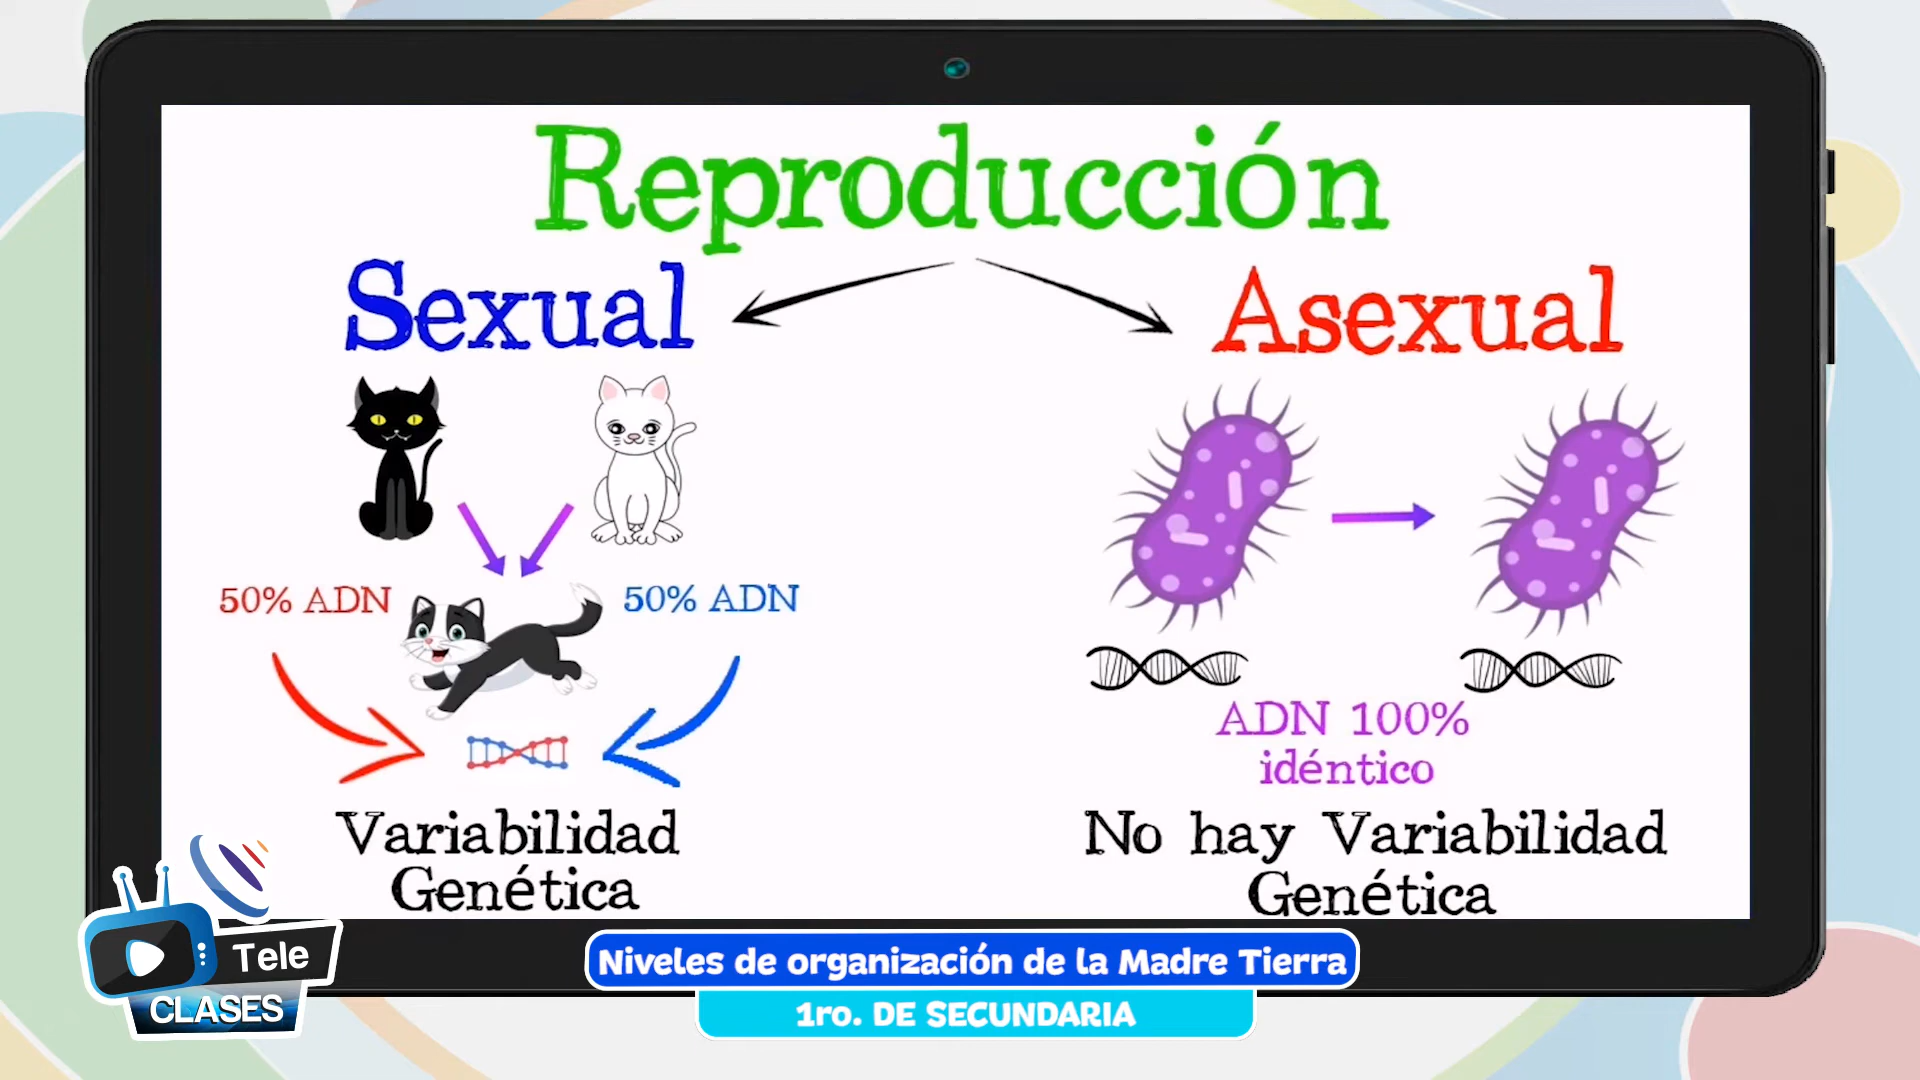 Reproducción
Sexual
Asexual
50% ADN
50% ADN
Variabilidad
Genética
ADN 100%
idéntico
No hay Variabilidad
Genética
Tele
CLASES
Niveles de organización de la Madre Tierra
1ro. DE SECUNDARIA